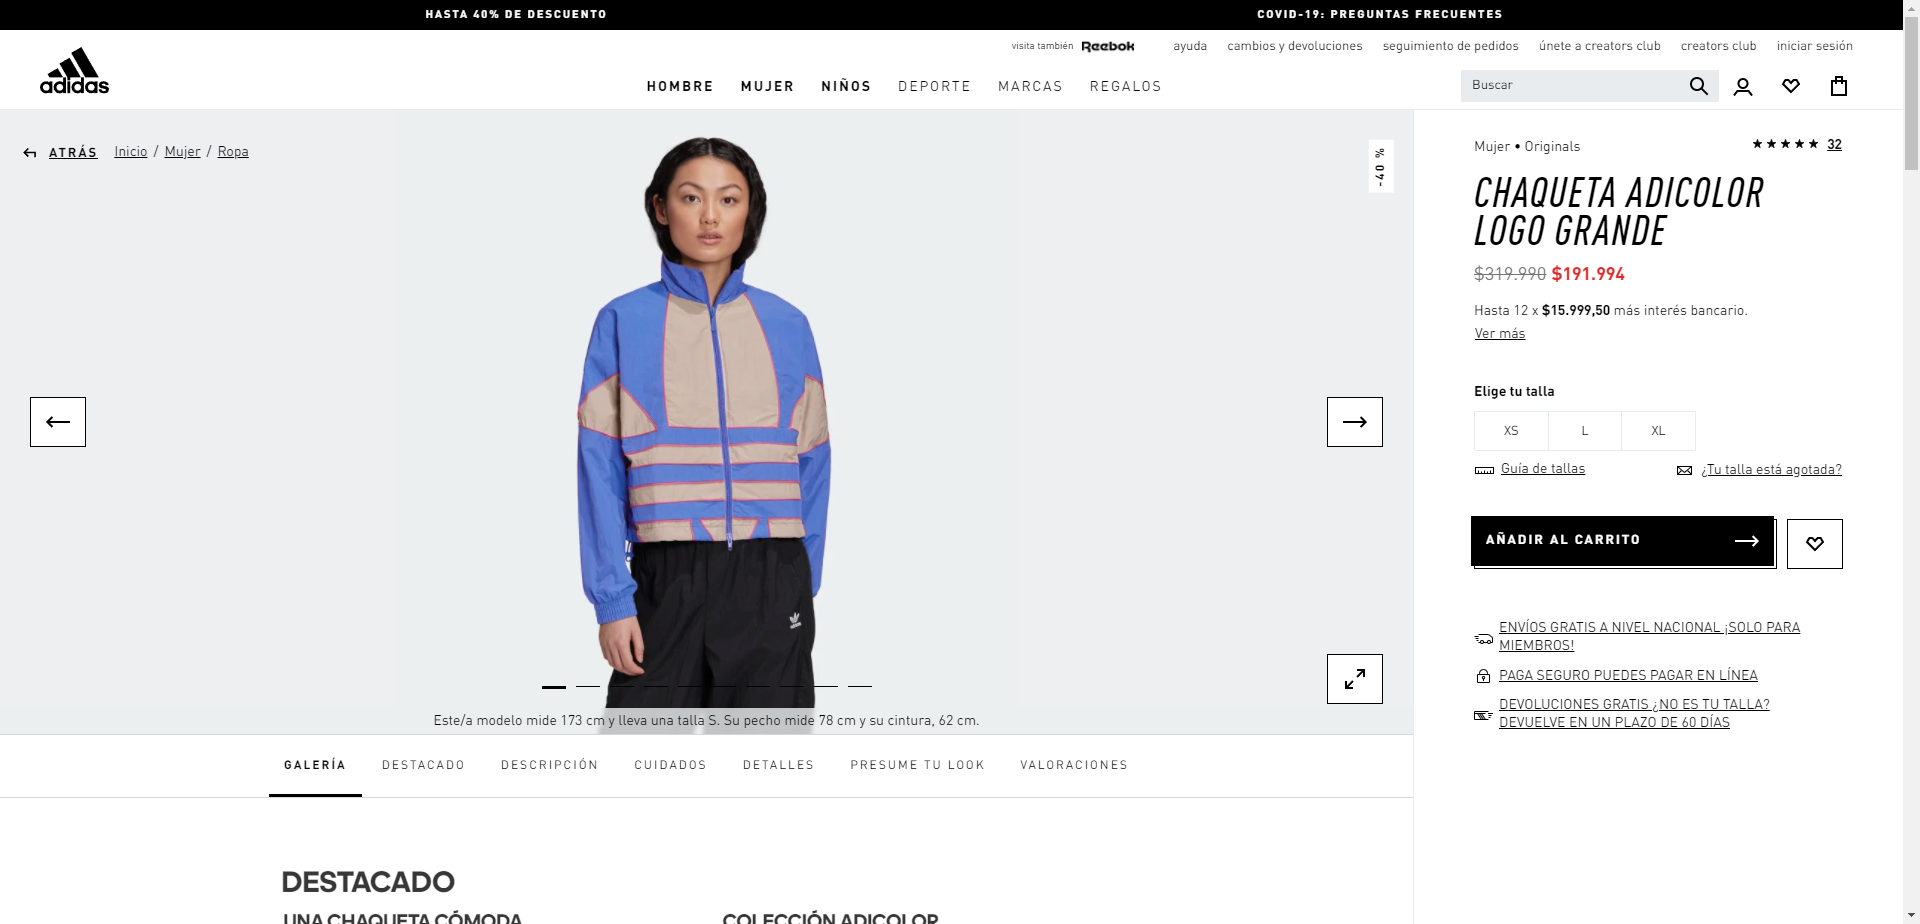 HASTA 40% DE DESCUENTO
COVID-19: PREGUNTAS FRECUENTES
visita también Reebok ayuda cambios y devoluciones seguimiento de pedidos únete a creators club creators club iniciar sesión
adidas
HOMBRE MUJER NIÑOS DEPORTE MARCAS REGALOS
Buscar
ATRÁS Inicio / Mujer / Ropa
-40 %
Mujer • Originals
32
CHAQUETA ADICOLOR
LOGO GRANDE
$319.990 $191.994
Hasta 12 x $15.999,50 más interés bancario.
Ver más
Elige tu talla
XS L XL
Guía de tallas ¿Tu talla está agotada?
AÑADIR AL CARRITO
ENVÍOS GRATIS A NIVEL NACIONAL ¡SOLO PARA
MIEMBROS!
PAGA SEGURO PUEDES PAGAR EN LÍNEA
DEVOLUCIONES GRATIS ¿NO ES TU TALLA?
DEVUELVE EN UN PLAZO DE 60 DÍAS
adidas
Este/a modelo mide 173 cm y lleva una talla S. Su pecho mide 78 cm y su cintura, 62 cm.
GALERÍA DESTACADO DESCRIPCIÓN CUIDADOS DETALLES PRESUME TU LOOK VALORACIONES
DESTACADO
UNA CHAQUETA CÓMODA
COLECCIÓN ADICOLOR